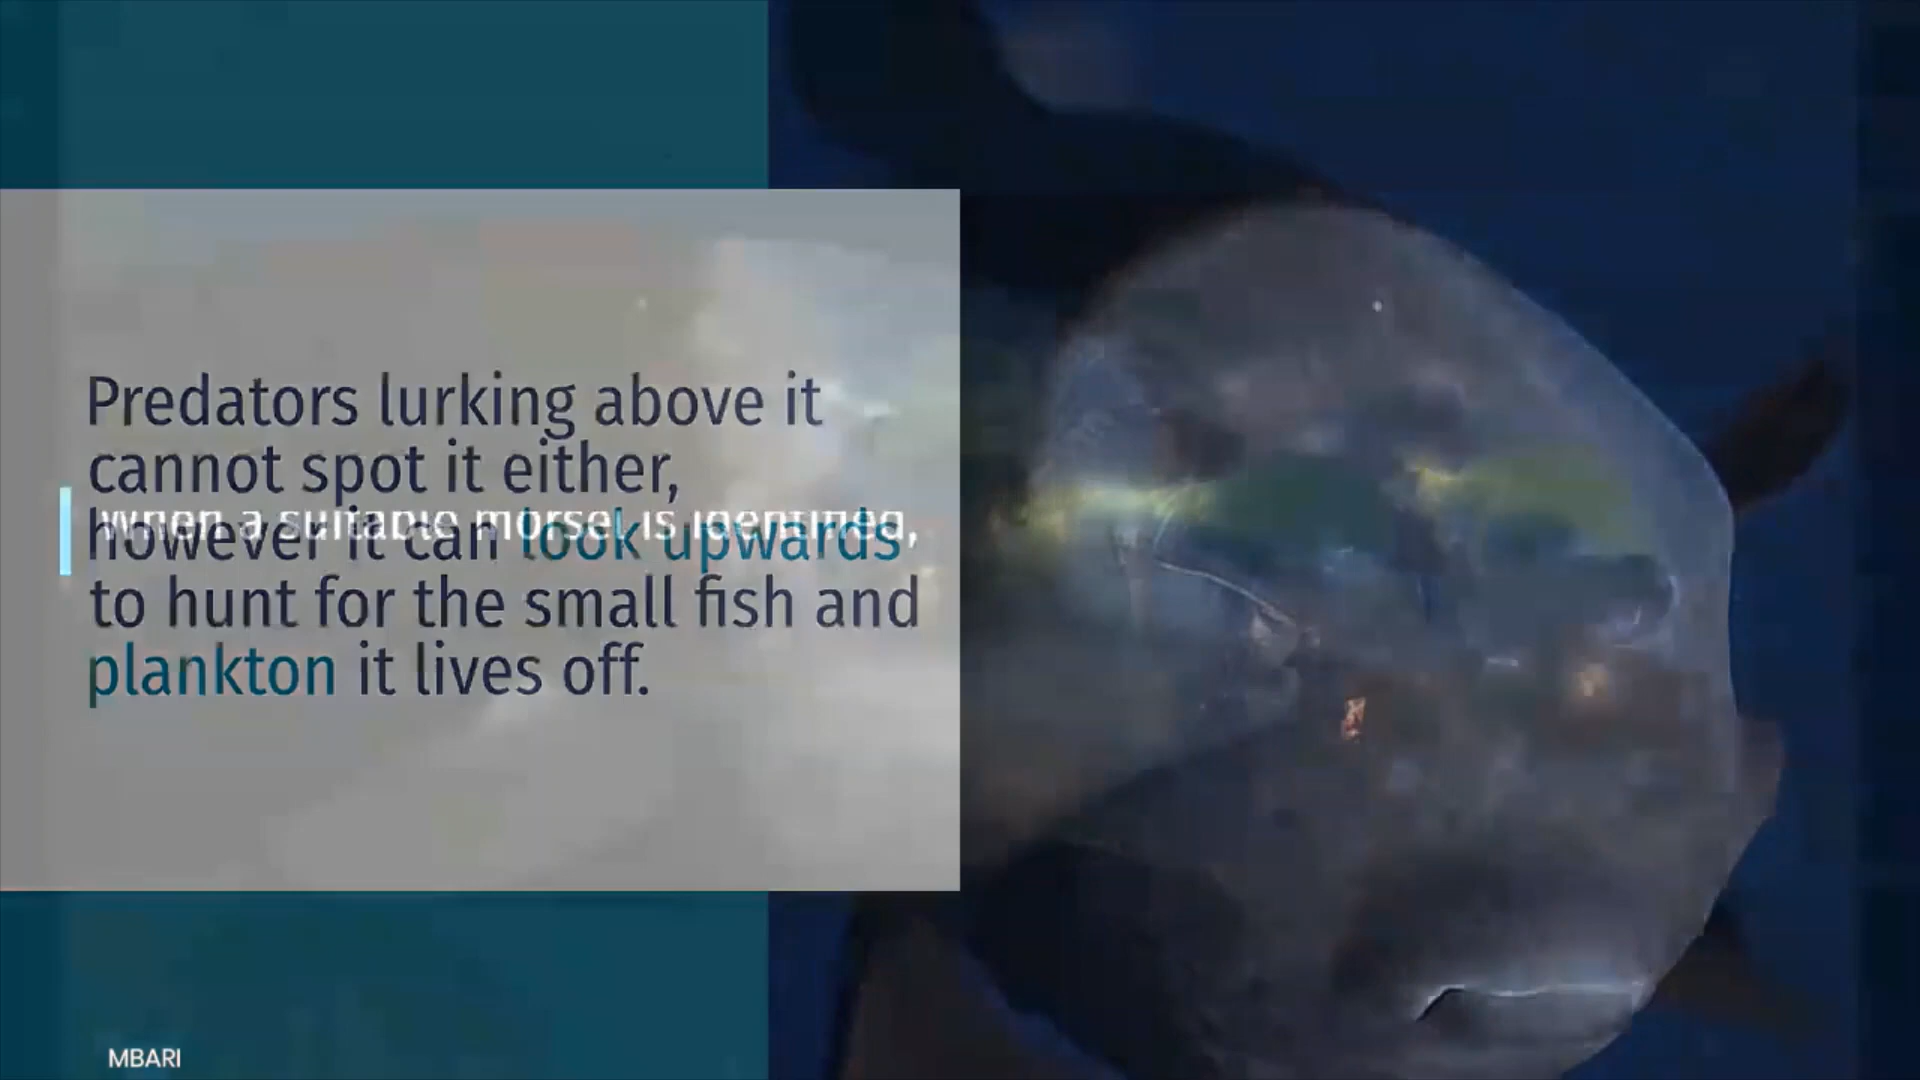 Predators lurking above it
cannot spot it either,
When a suitable morsel is identified,
however it can look upwards
to hunt for the small fish and
plankton it lives off.
MBARI